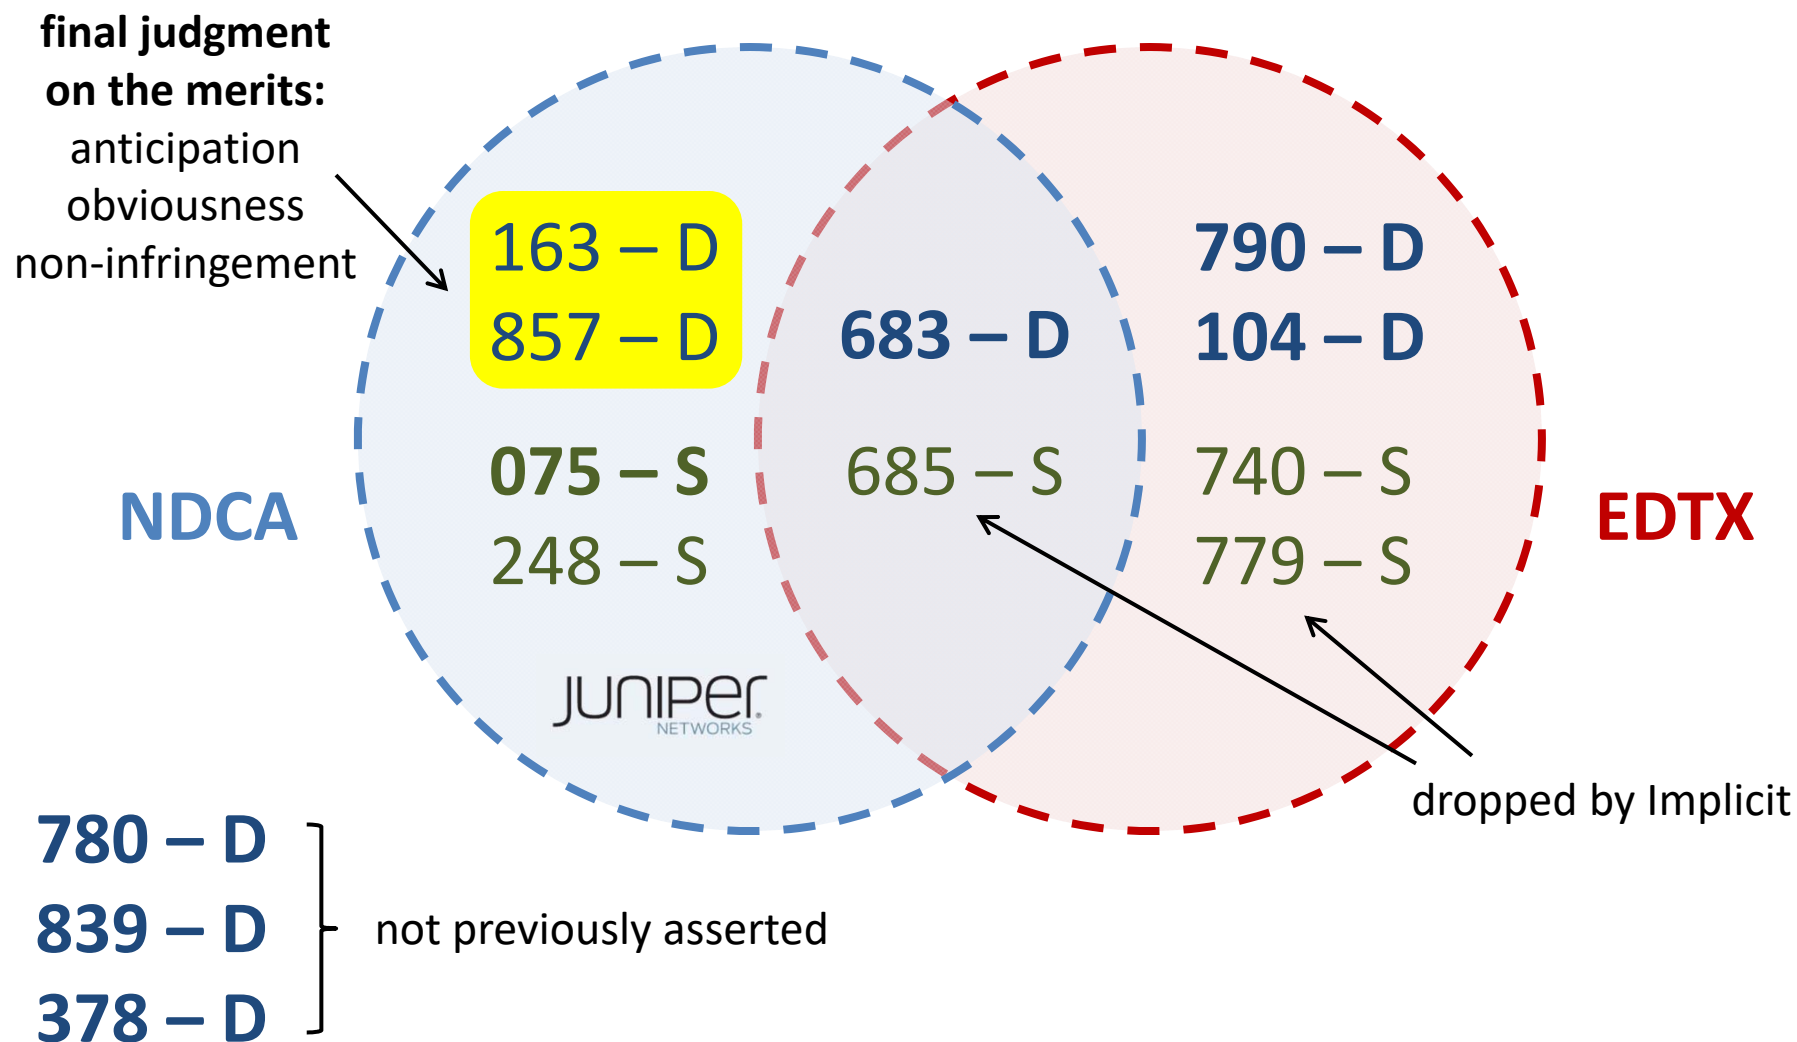 final judgment
on the merits:
anticipation
obviousness
non-infringement
163 – D
857 – D
075 – S
248 – S
683 – D
685 – S
790 – D
104 – D
740 – S
779 – S
NDCA
EDTX
JUNIPER
NETWORKS
dropped by Implicit
780 – D
839 – D
378 – D
not previously asserted